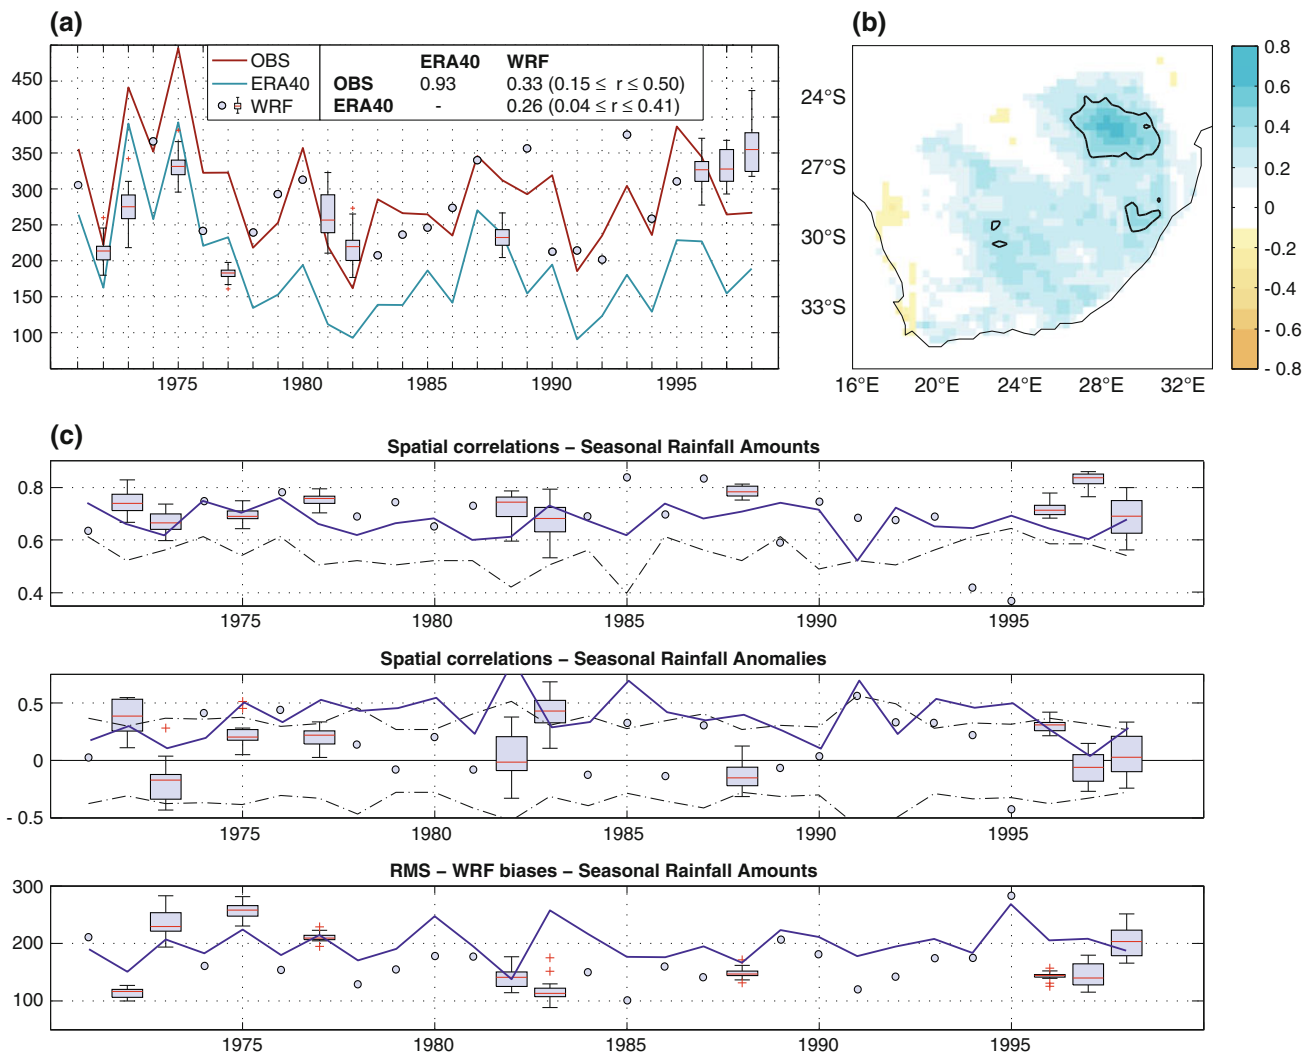 (a)
450
400
350
300
250
200
150
100
1975
1980
1985
1990
1995
OBS
ERA40
WRF
ERA40 WRF
OBS 0.93 0.33 (0.15 ≤ r ≤ 0.50)
ERA40 - 0.26 (0.04 ≤ r ≤ 0.41)
(b)
24°S
27°S
30°S
33°S
16°E
20°E
24°E
28°E
32°E
0.8
0.6
0.4
0.2
0
- 0.2
- 0.4
- 0.6
- 0.8
(c)
Spatial correlations – Seasonal Rainfall Amounts
0.8
0.6
0.4
1975
1980
1985
1990
1995
Spatial correlations – Seasonal Rainfall Anomalies
0.5
0
- 0.5
1975
1980
1985
1990
1995
RMS – WRF biases – Seasonal Rainfall Amounts
300
200
100
1975
1980
1985
1990
1995